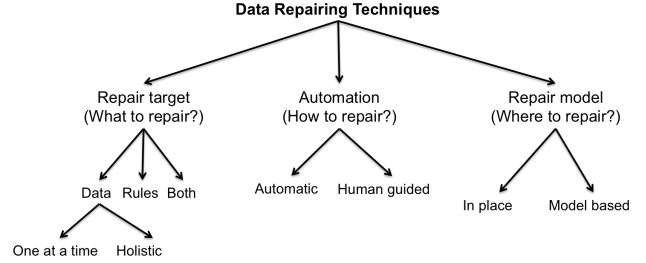 Data Repairing Techniques
Repair target
(What to repair?)
Automation
(How to repair?)
Repair model
(Where to repair?)
Data Rules Both
Automatic Human guided
In place Model based
One at a time Holistic